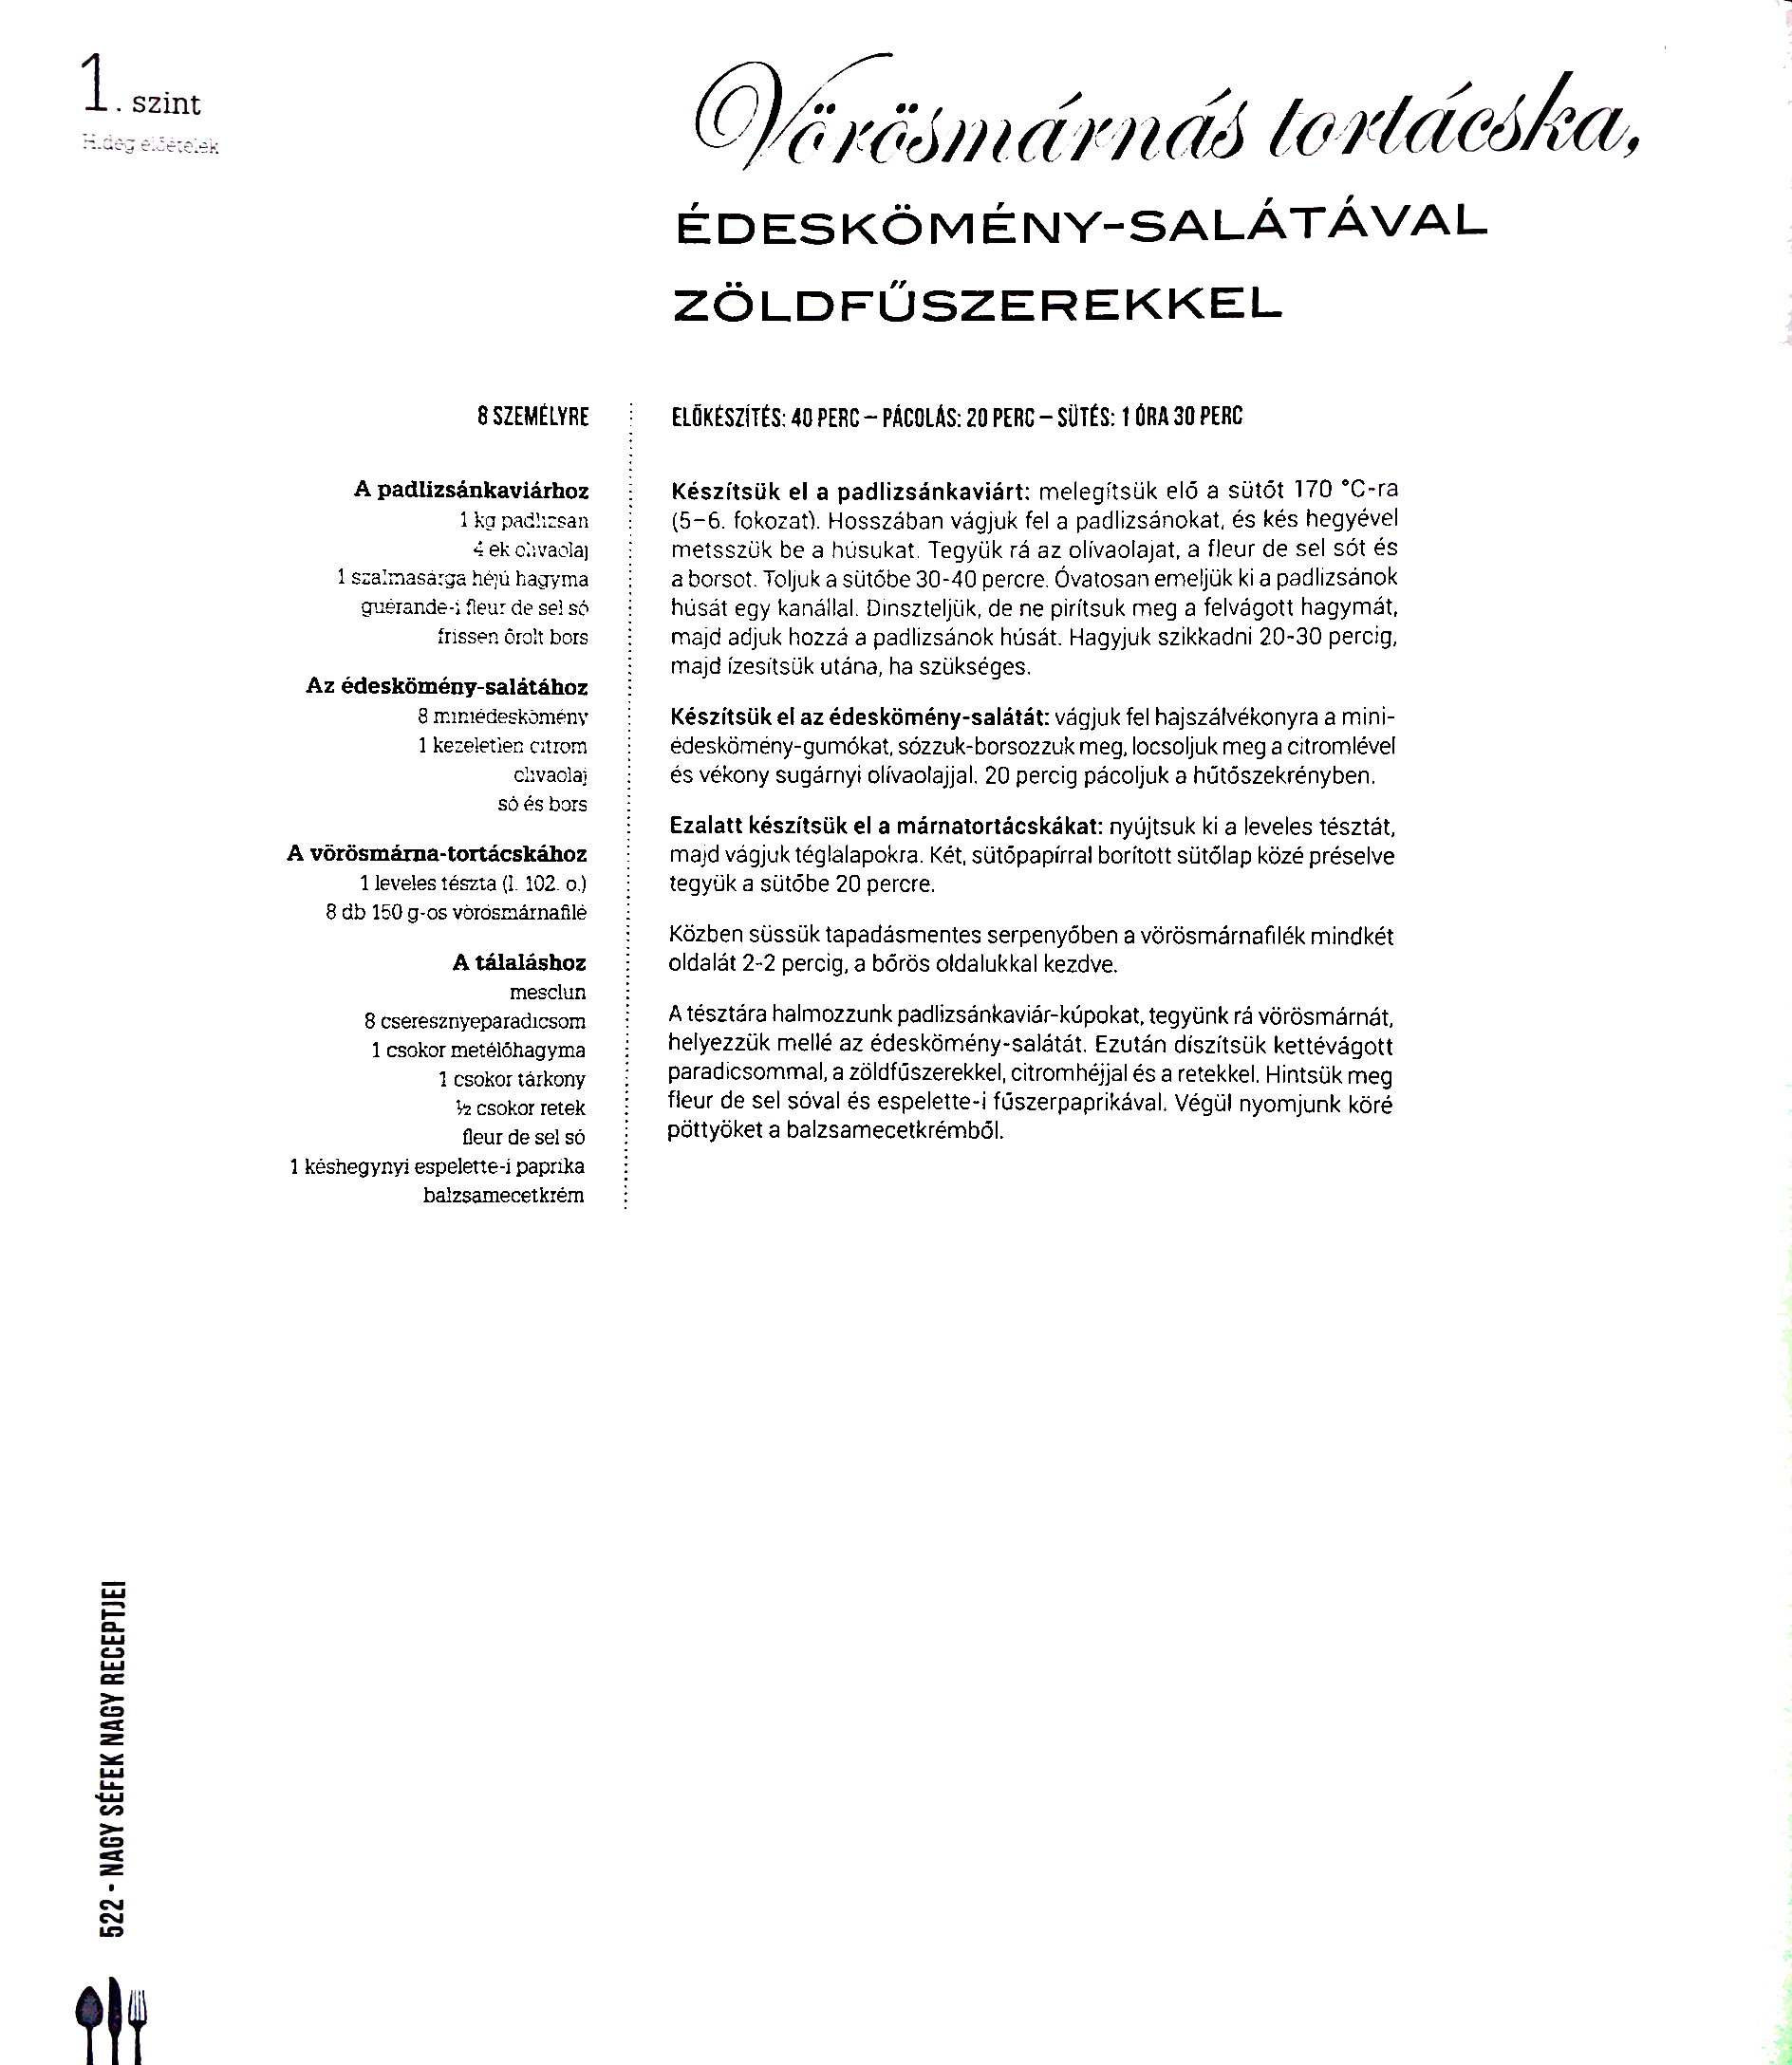 1. szint
Hideg előételek
Vörösmárnás tortácska,
ÉDESKÖMÉNY-SALÁTÁVAL
ZÖLDFŰSZEREKKEL
8 SZEMÉLYRE
A padlizsánkaviárhoz
1 kg padlizsán
4 ek olívaolaj
1 szalmasárga héjú hagyma
guérande-i fleur de sel só
frissen őrölt bors
Az édeskömény-salátához
8 miniédeskömény
1 kezeletlen citrom
olívaolaj
só és bors
A vörösmárna-tortácskához
1 leveles tészta (l. 102. o.)
8 db 150 g-os vörösmárnafilé
A tálaláshoz
mesclun
8 cseresznyeparadicsom
1 csokor metélőhagyma
1 csokor tárkony
½ csokor retek
fleur de sel só
1 késhegynyi espelette-i paprika
balzsamecetkrém
ELŐKÉSZÍTÉS: 40 PERC – PÁCOLÁS: 20 PERC – SÜTÉS: 1 ÓRA 30 PERC
Készítsük el a padlizsánkaviárt: melegítsük elő a sütőt 170 °C-ra
(5-6. fokozat). Hosszában vágjuk fel a padlizsánokat, és kés hegyével
metsszük be a húsukat. Tegyük rá az olívaolajat, a fleur de sel sót és
a borsot. Toljuk a sütőbe 30-40 percre. Óvatosan emeljük ki a padlizsánok
húsát egy kanállal. Dinszteljük, de ne pirítsuk meg a felvágott hagymát,
majd adjuk hozzá a padlizsánok húsát. Hagyjuk szikkadni 20-30 percig,
majd ízesítsük utána, ha szükséges.
Készítsük el az édeskömény-salátát: vágjuk fel hajszálvékonyra a mini-
édeskömény-gumókat, sózzuk-borsozzuk meg, locsoljuk meg a citromlével
és vékony sugárnyi olívaolajjal. 20 percig pácoljuk a hűtőszekrényben.
Ezalatt készítsük el a márnatortácskákat: nyújtsuk ki a leveles tésztát,
majd vágjuk téglalapokra. Két, sütőpapírral borított sütőlap közé préselve
tegyük a sütőbe 20 percre.
Közben süssük tapadásmentes serpenyőben a vörösmárnafilék mindkét
oldalát 2-2 percig, a bőrös oldalukkal kezdve.
A tésztára halmozzunk padlizsánkaviár-kúpokat, tegyünk rá vörösmárnát,
helyezzük mellé az édeskömény-salátát. Ezután díszítsük kettévágott
paradicsommal, a zöldfűszerekkel, citromhéjjal és a retekkel. Hintsük meg
fleur de sel sóval és espelette-i fűszerpaprikával. Végül nyomjunk köré
pöttyöket a balzsamecetkrémből.
522 • NAGY SÉFEK NAGY RECEPTJEI